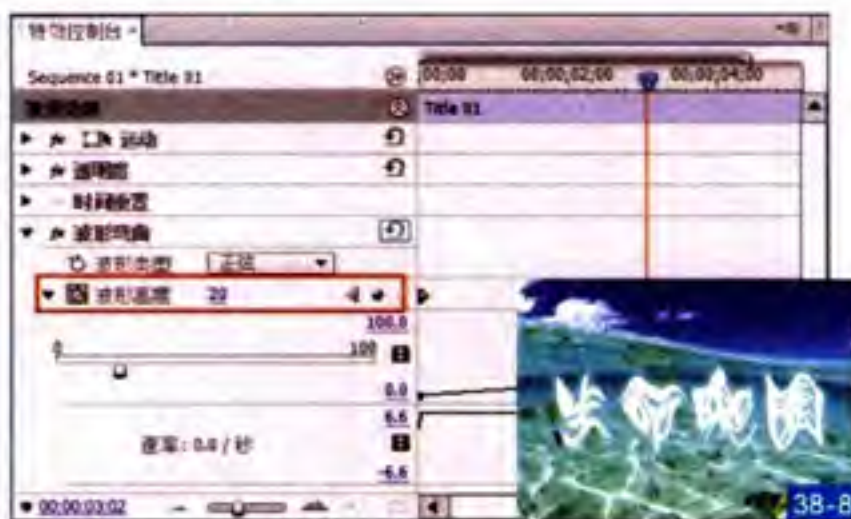 特效控制台
Sequence 01 * Title 01
;00;00 00;00;02;00 00;00;04;00
Title 01
fx 运动
fx 透明度
时间重置
fx 波形弯曲
波形类型 正弦
波形高度 20
100.0
0 100
0.0
6.6
速率: 0.0 / 秒
-6.6
00;00;03;02
38-8